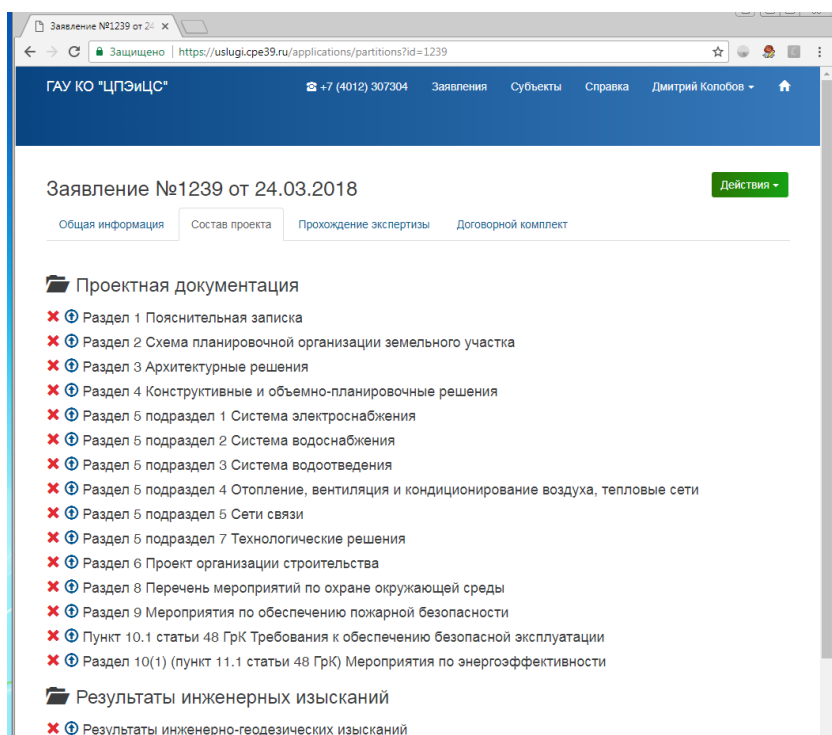 Заявление №1239 от 24
Защищено https://uslugi.cpe39.ru/applications/partitions?id=1239
ГАУ КО "ЦПЭиЦС" +7 (4012) 307304 Заявления Субъекты Справка Дмитрий Колобов
Заявление №1239 от 24.03.2018 Действия
Общая информация Состав проекта Прохождение экспертизы Договорной комплект
Проектная документация
Раздел 1 Пояснительная записка
Раздел 2 Схема планировочной организации земельного участка
Раздел 3 Архитектурные решения
Раздел 4 Конструктивные и объемно-планировочные решения
Раздел 5 подраздел 1 Система электроснабжения
Раздел 5 подраздел 2 Система водоснабжения
Раздел 5 подраздел 3 Система водоотведения
Раздел 5 подраздел 4 Отопление, вентиляция и кондиционирование воздуха, тепловые сети
Раздел 5 подраздел 5 Сети связи
Раздел 5 подраздел 7 Технологические решения
Раздел 6 Проект организации строительства
Раздел 8 Перечень мероприятий по охране окружающей среды
Раздел 9 Мероприятия по обеспечению пожарной безопасности
Пункт 10.1 статьи 48 ГрК Требования к обеспечению безопасной эксплуатации
Раздел 10(1) (пункт 11.1 статьи 48 ГрК) Мероприятия по энергоэффективности
Результаты инженерных изысканий
Результаты инженерно-геодезических изысканий